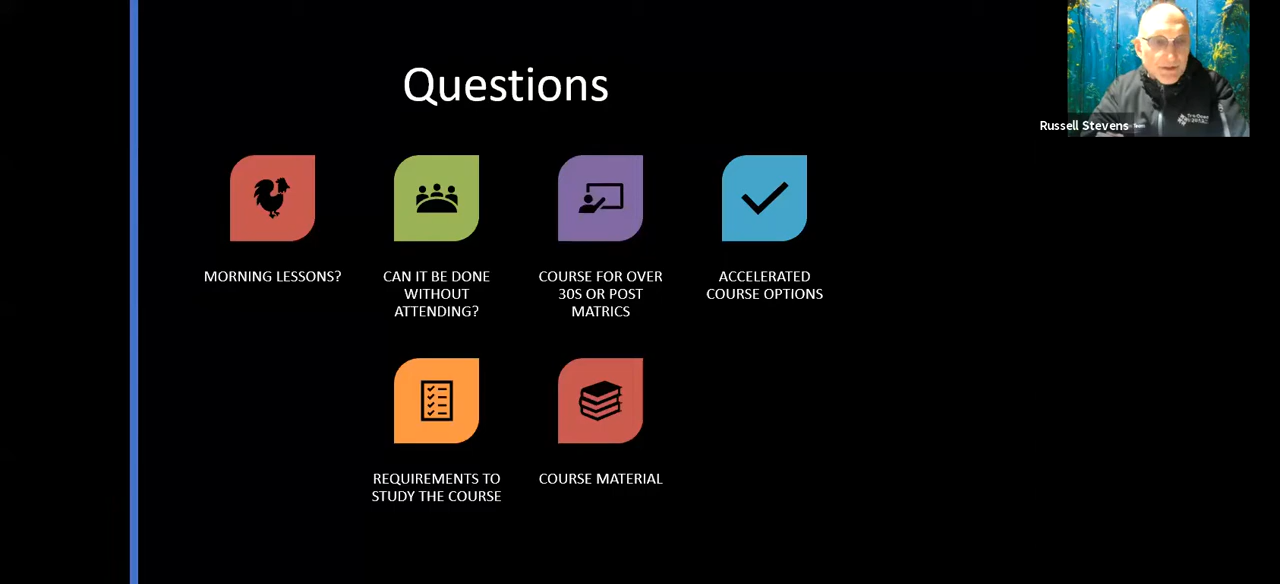 Questions
Russell Stevens
MORNING LESSONS?
CAN IT BE DONE
WITHOUT
ATTENDING?
COURSE FOR OVER
30S OR POST
MATRICS
ACCELERATED
COURSE OPTIONS
REQUIREMENTS TO
STUDY THE COURSE
COURSE MATERIAL